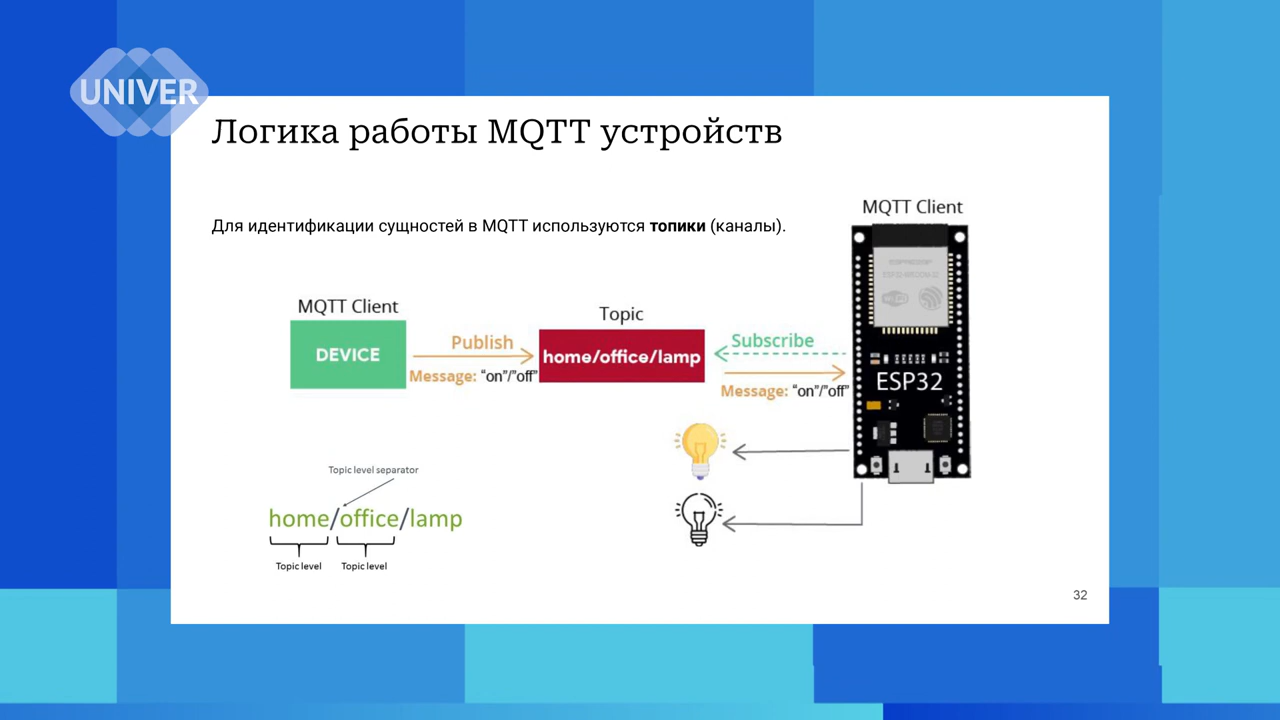 UNIVER
Логика работы MQTT устройств
Для идентификации сущностей в MQTT используются топики (каналы).
MQTT Client
MQTT Client
DEVICE
Publish
Message: “on”/”off”
Topic
home/office/lamp
Subscribe
Message: “on”/”off”
ESP32
Topic level separator
home/office/lamp
Topic level
Topic level
32